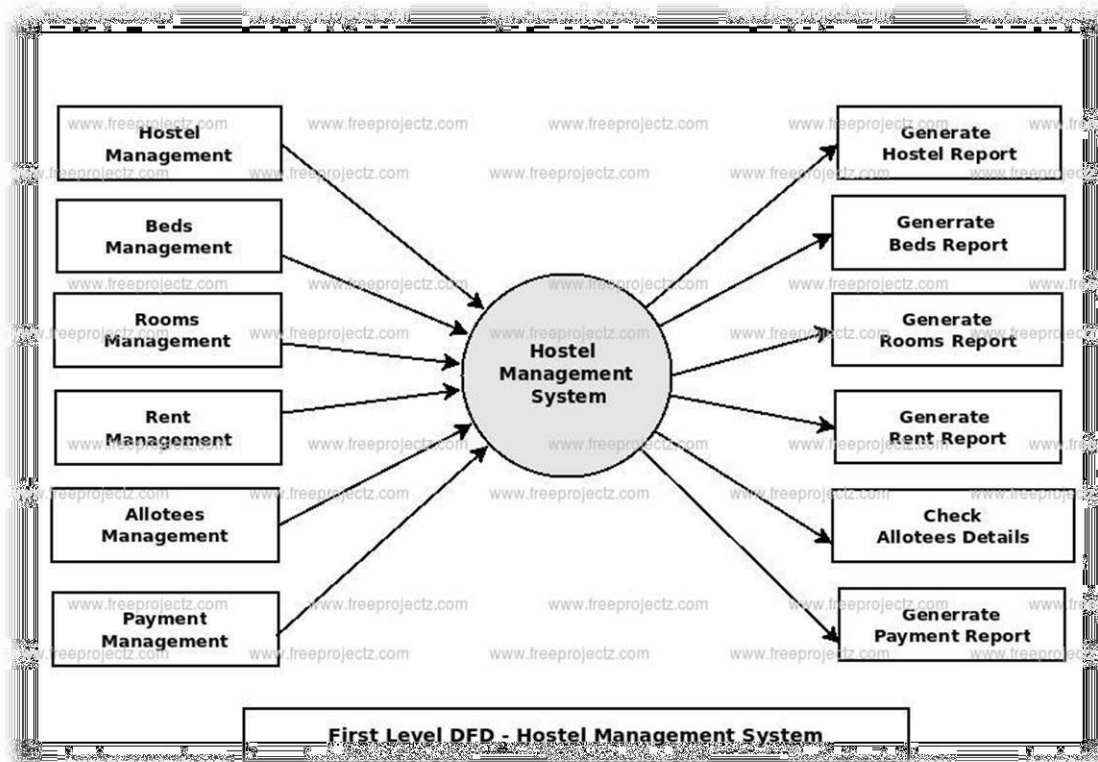 Hostel
Management
Beds
Management
Rooms
Management
Rent
Management
Allotees
Management
Payment
Management
Hostel
Management
System
Generate
Hostel Report
Generrate
Beds Report
Generate
Rooms Report
Generate
Rent Report
Check
Allotees Details
Generrate
Payment Report
First Level DFD - Hostel Management System
www.freeprojectz.com